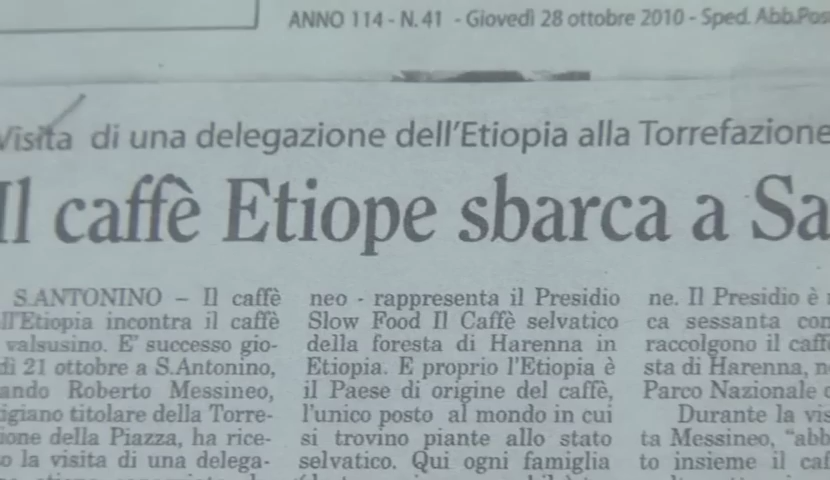 ANNO 114 - N. 41 - Giovedì 28 ottobre 2010 - Sped. Abb.Pos
Visita di una delegazione dell'Etiopia alla Torrefazione
Il caffè Etiope sbarca a Sa
S.ANTONINO – Il caffè
ll'Etiopia incontra il caffè
valsusino. E' successo gio-
dì 21 ottobre a S.Antonino,
ando Roberto Messineo,
igiano titolare della Torre-
ione della Piazza, ha rice-
o la visita di una delega-
neo - rappresenta il Presidio
Slow Food Il Caffè selvatico
della foresta di Harenna in
Etiopia. E proprio l'Etiopia è
il Paese di origine del caffè,
l'unico posto al mondo in cui
si trovino piante allo stato
selvatico. Qui ogni famiglia
ne. Il Presidio è
ca sessanta con
raccolgono il caff
sta di Harenna, n
Parco Nazionale
Durante la vis
ta Messineo, “abb
to insieme il caf